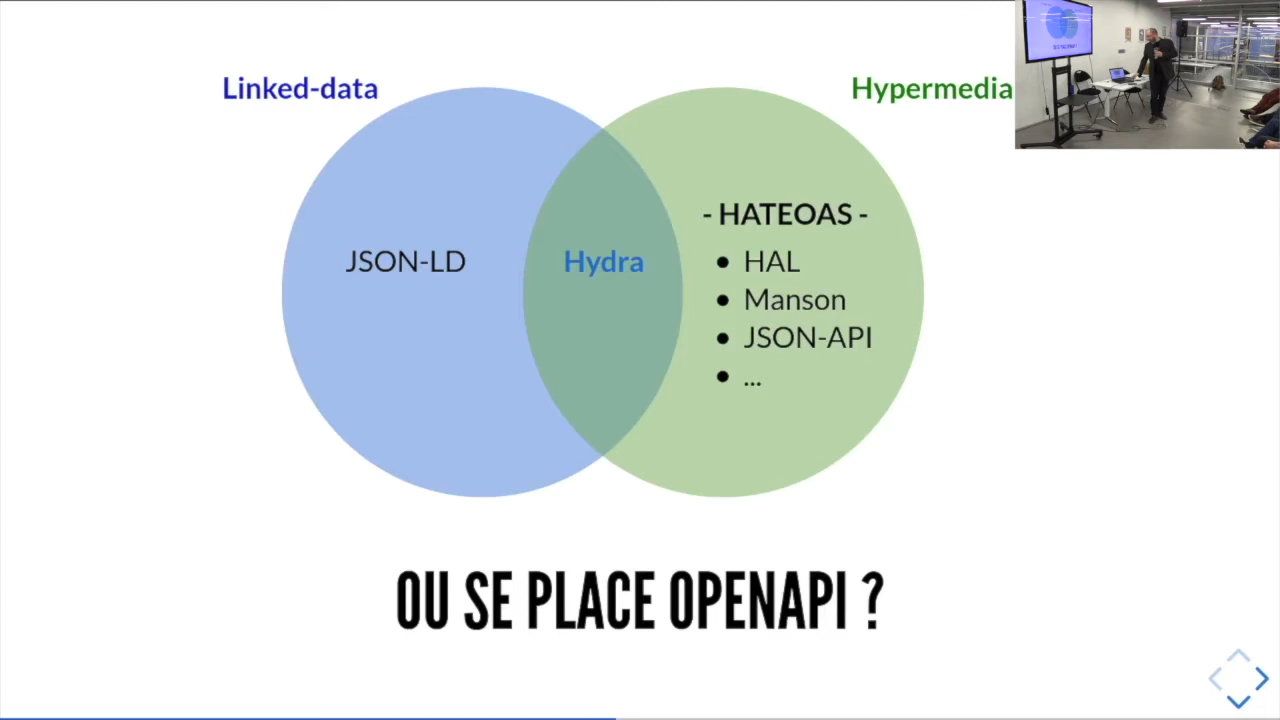 Linked-data
Hypermedia
JSON-LD
Hydra
- HATEOAS -
• HAL
• Manson
• JSON-API
• ...
OU SE PLACE OPENAPI ?